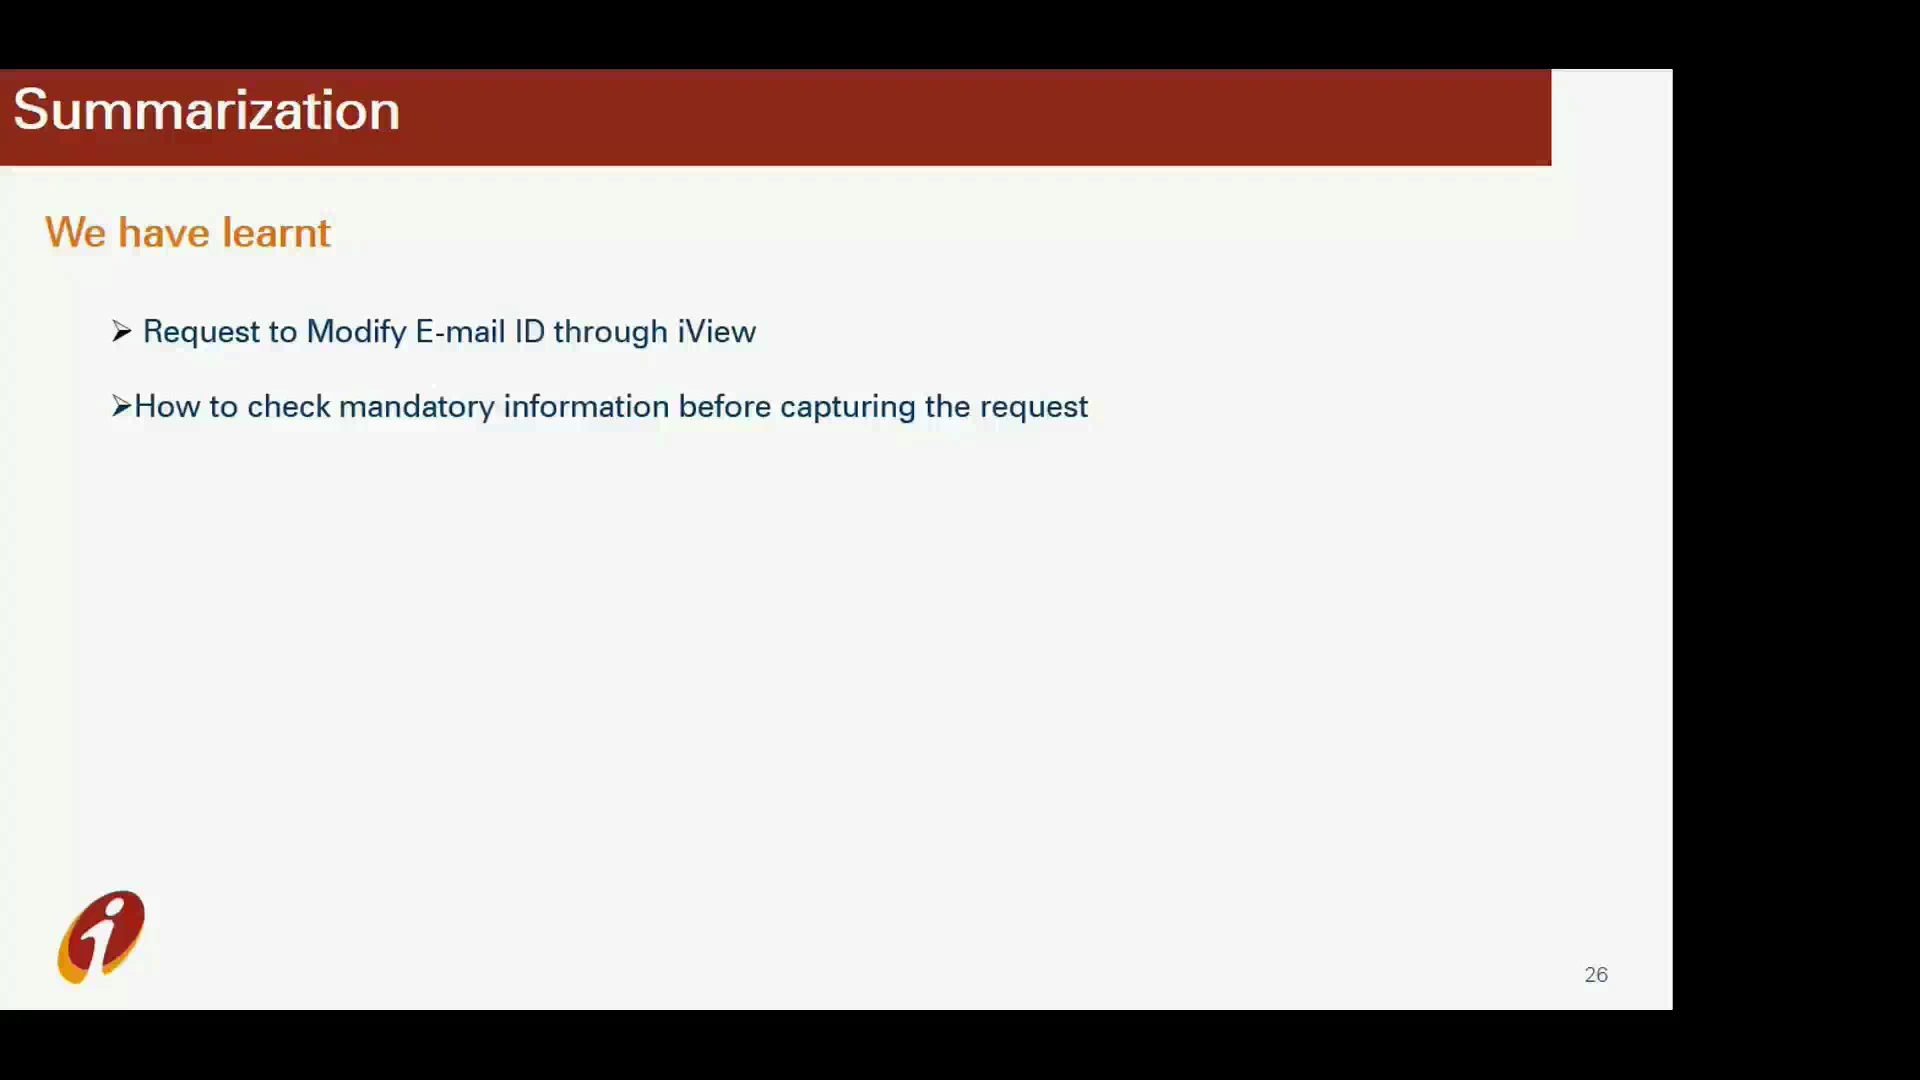 Summarization
We have learnt
➢ Request to Modify E-mail ID through iView
➢How to check mandatory information before capturing the request
26